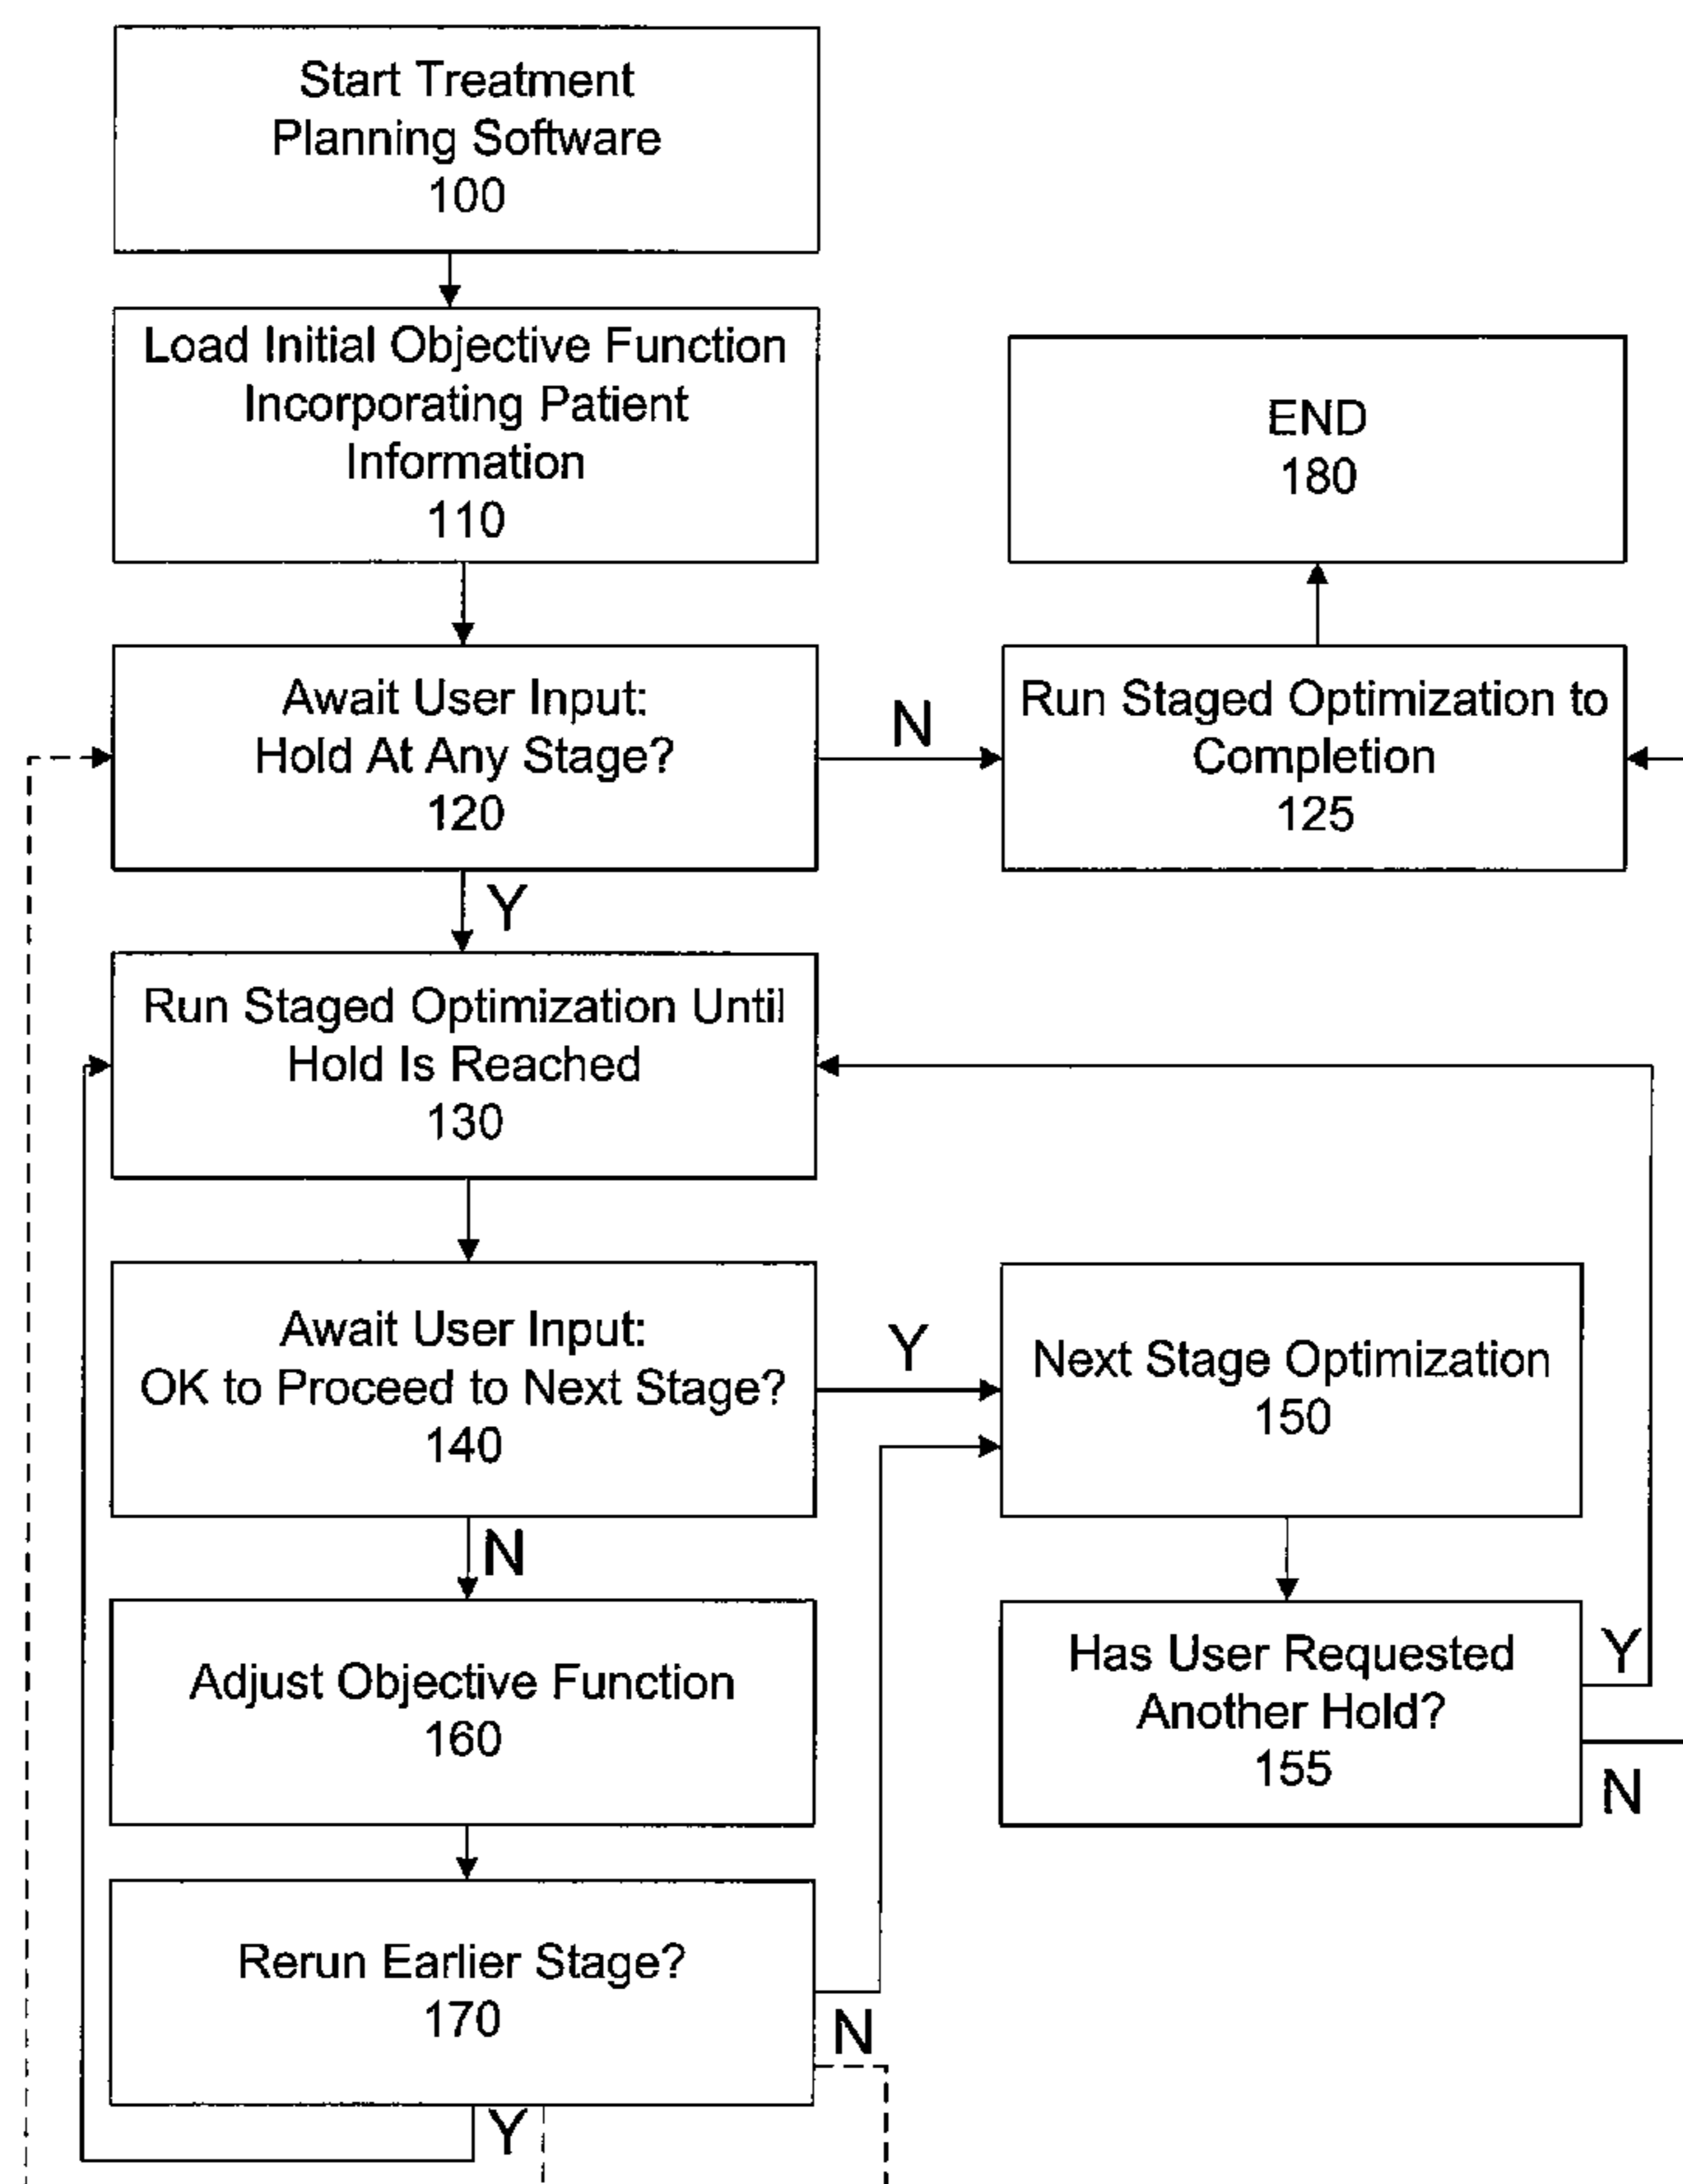 Start Treatment
Planning Software
100
Load Initial Objective Function
Incorporating Patient
Information
110
END
180
Await User Input:
Hold At Any Stage?
120
N
Run Staged Optimization to
Completion
125
Y
Run Staged Optimization Until
Hold Is Reached
130
Await User Input:
OK to Proceed to Next Stage?
140
Y
Next Stage Optimization
150
N
Adjust Objective Function
160
Has User Requested
Another Hold?
155
Y
N
Rerun Earlier Stage?
170
N
Y